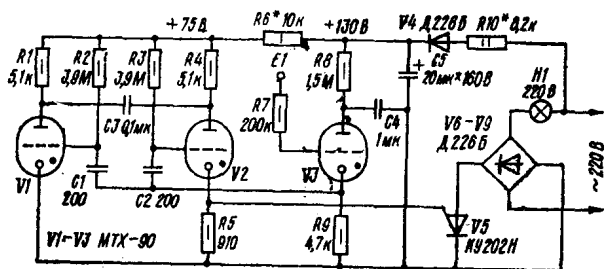 +75В
R6* 10к
+130В
V4 Д226Б
R10* 8,2к
R1
5,1к
R2
3,9М
R3
3,9М
R4
5,1к
E1
R8
1,5М
C5
20мк×160В
H1
220В
R7
200к
C3 0,1мк
C4
1мк
V6-V9
Д226Б
~220В
V1
V2
V3
C1
200
C2 200
R5
910
R9
4,7к
V5
КУ202Н
V1-V3 МТХ-90